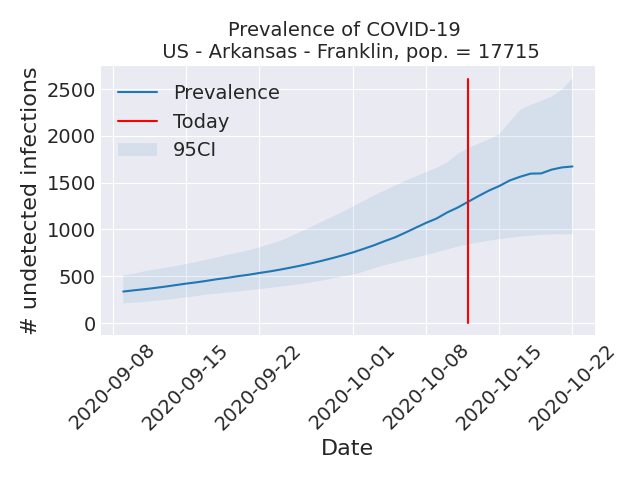 Prevalence of COVID-19
US - Arkansas - Franklin, pop. = 17715
# undetected infections
2500
2000
1500
1000
500
0
Prevalence
Today
95CI
2020-09-08
2020-09-15
2020-09-22
2020-10-01
2020-10-08
2020-10-15
2020-10-22
Date